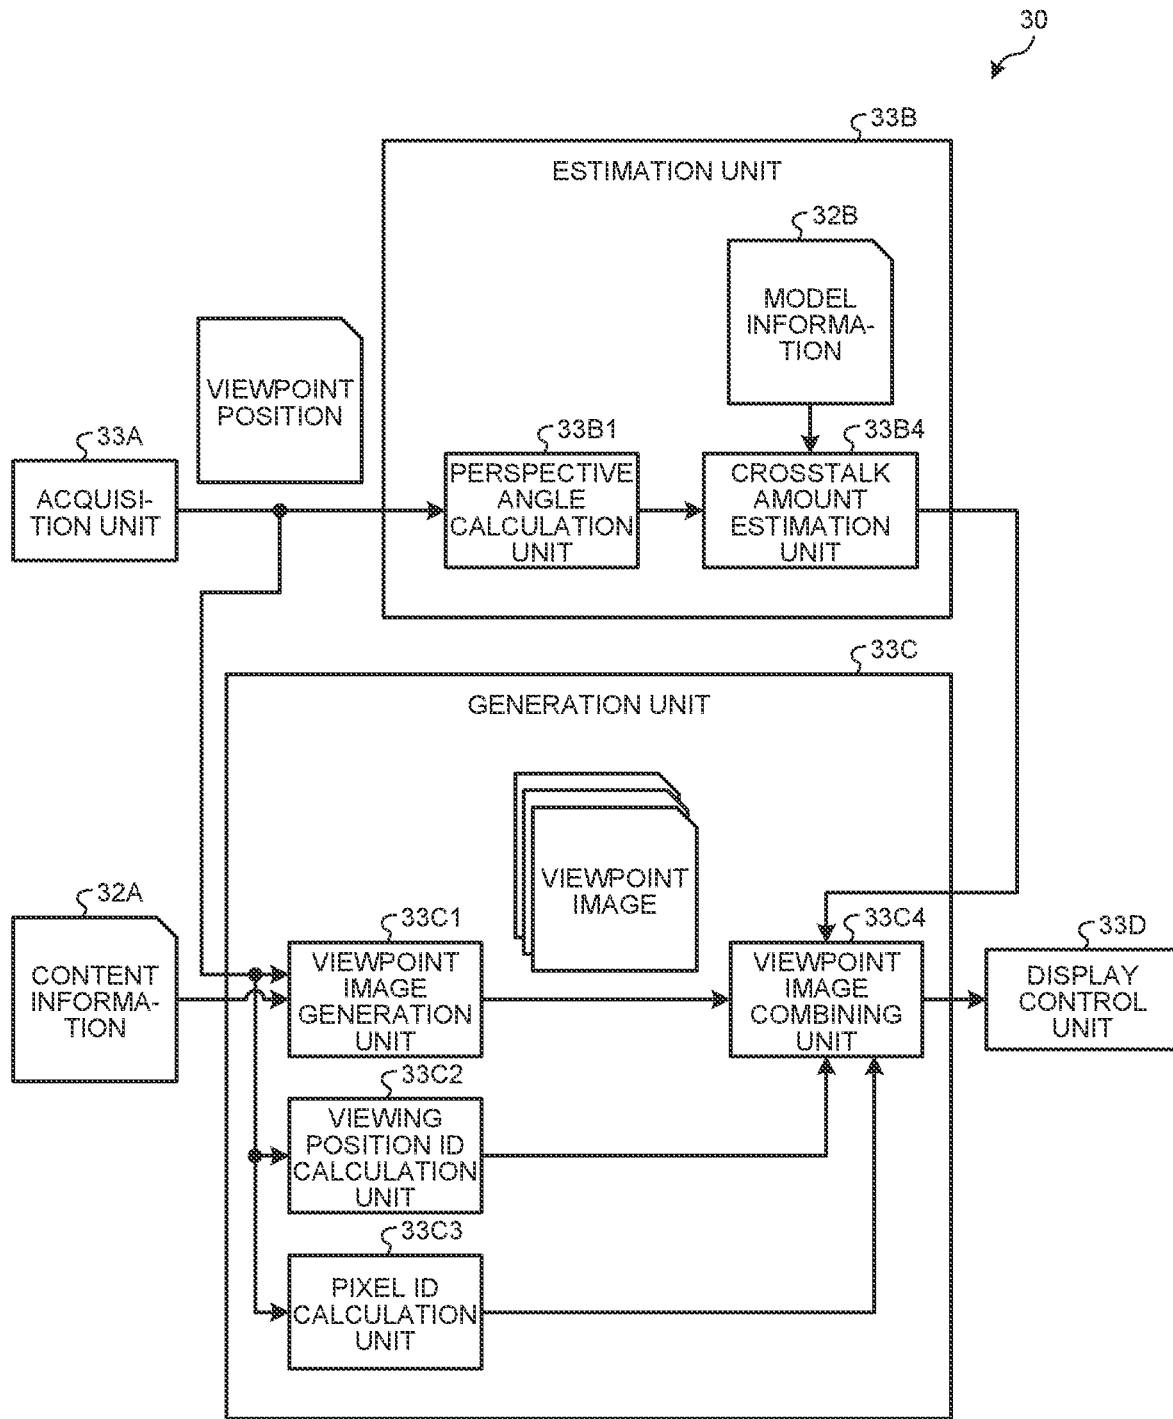 30
33B
ESTIMATION UNIT
32B
MODEL
INFORMA-
TION
VIEWPOINT
POSITION
33A
ACQUISI-
TION UNIT
33B1
PERSPECTIVE
ANGLE
CALCULATION
UNIT
33B4
CROSSTALK
AMOUNT
ESTIMATION
UNIT
33C
GENERATION UNIT
VIEWPOINT
IMAGE
32A
CONTENT
INFORMA-
TION
33C1
VIEWPOINT
IMAGE
GENERATION
UNIT
33C4
VIEWPOINT
IMAGE
COMBINING
UNIT
33D
DISPLAY
CONTROL
UNIT
33C2
VIEWING
POSITION ID
CALCULATION
UNIT
33C3
PIXEL ID
CALCULATION
UNIT